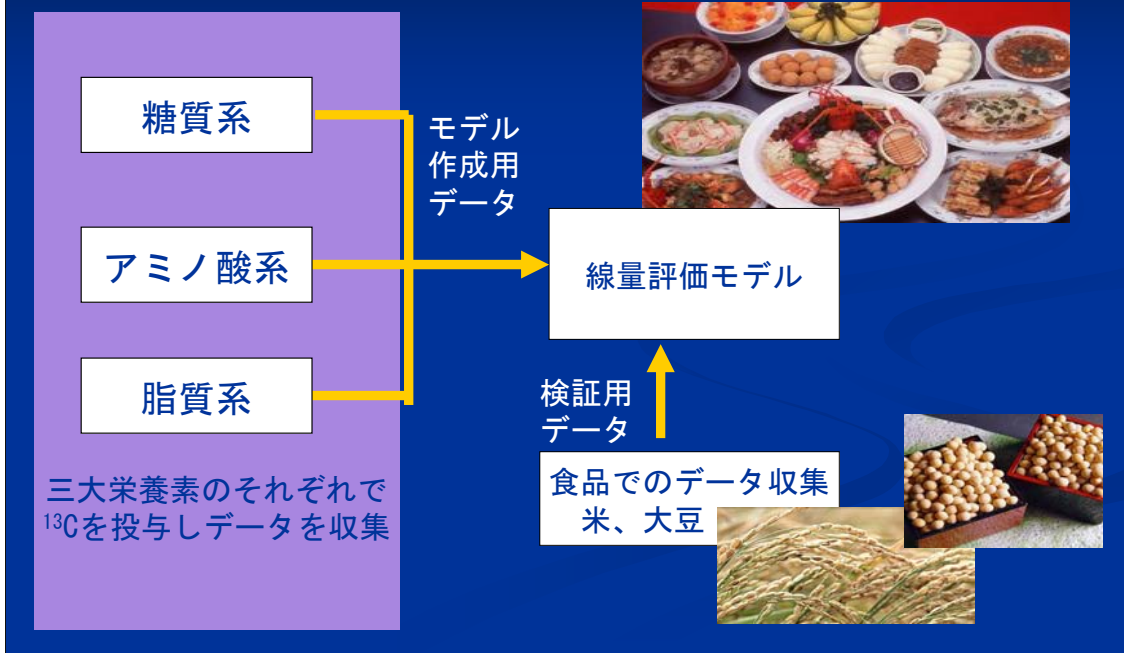 糖質系
アミノ酸系
脂質系
三大栄養素のそれぞれで
¹³Cを投与しデータを収集
モデル
作成用
データ
線量評価モデル
検証用
データ
食品でのデータ収集
米、大豆